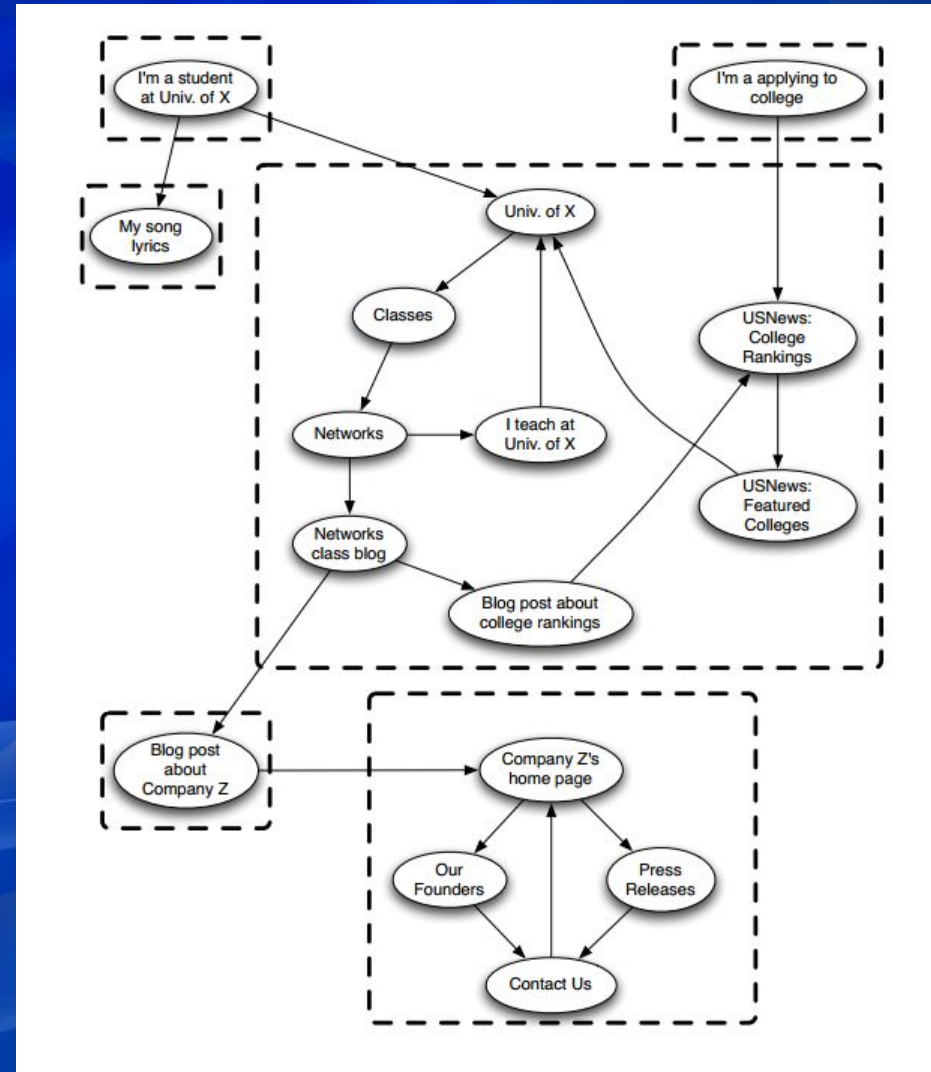 I'm a student
at Univ. of X
I'm a applying to
college
My song
lyrics
Univ. of X
Classes
USNews:
College
Rankings
Networks
I teach at
Univ. of X
USNews:
Featured
Colleges
Networks
class blog
Blog post about
college rankings
Blog post
about
Company Z
Company Z's
home page
Our
Founders
Press
Releases
Contact Us